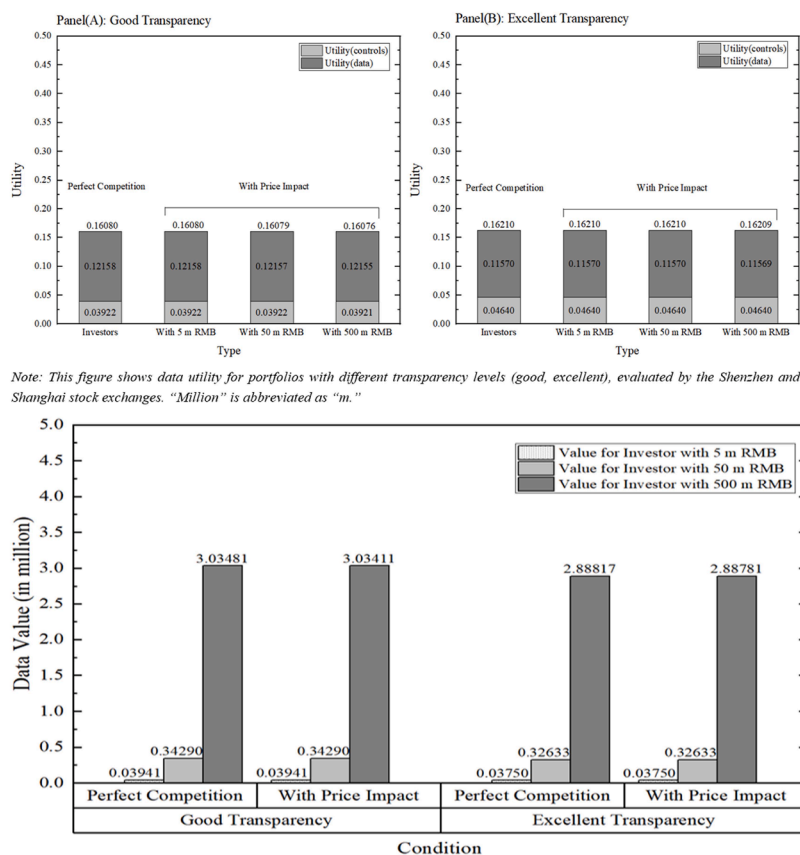 Panel(A): Good Transparency
0.50
0.45
0.40
0.35
0.30
0.25
0.20
0.15
0.10
0.05
0.00
Utility
Utility(controls)
Utility(data)
Perfect Competition
With Price Impact
0.16080 0.16080 0.16079 0.16076
0.12158 0.12158 0.12157 0.12155
0.03922 0.03922 0.03922 0.03921
Investors With 5 m RMB With 50 m RMB With 500 m RMB
Type
Panel(B): Excellent Transparency
0.50
0.45
0.40
0.35
0.30
0.25
0.20
0.15
0.10
0.05
0.00
Utility
Utility(controls)
Utility(data)
Perfect Competition
With Price Impact
0.16210 0.16210 0.16210 0.16209
0.11570 0.11570 0.11570 0.11569
0.04640 0.04640 0.04640 0.04640
Investors With 5 m RMB With 50 m RMB With 500 m RMB
Type
Note: This figure shows data utility for portfolios with different transparency levels (good, excellent), evaluated by the Shenzhen and
Shanghai stock exchanges. “Million” is abbreviated as “m.”
5.0
4.5
4.0
3.5
3.0
2.5
2.0
1.5
1.0
0.5
0.0
Data Value (in million)
Value for Investor with 5 m RMB
Value for Investor with 50 m RMB
Value for Investor with 500 m RMB
3.03481 3.03411 2.88817 2.88781
0.34290 0.34290 0.32633 0.32633
0.03941 0.03941 0.03750 0.03750
Perfect Competition With Price Impact Perfect Competition With Price Impact
Good Transparency Excellent Transparency
Condition